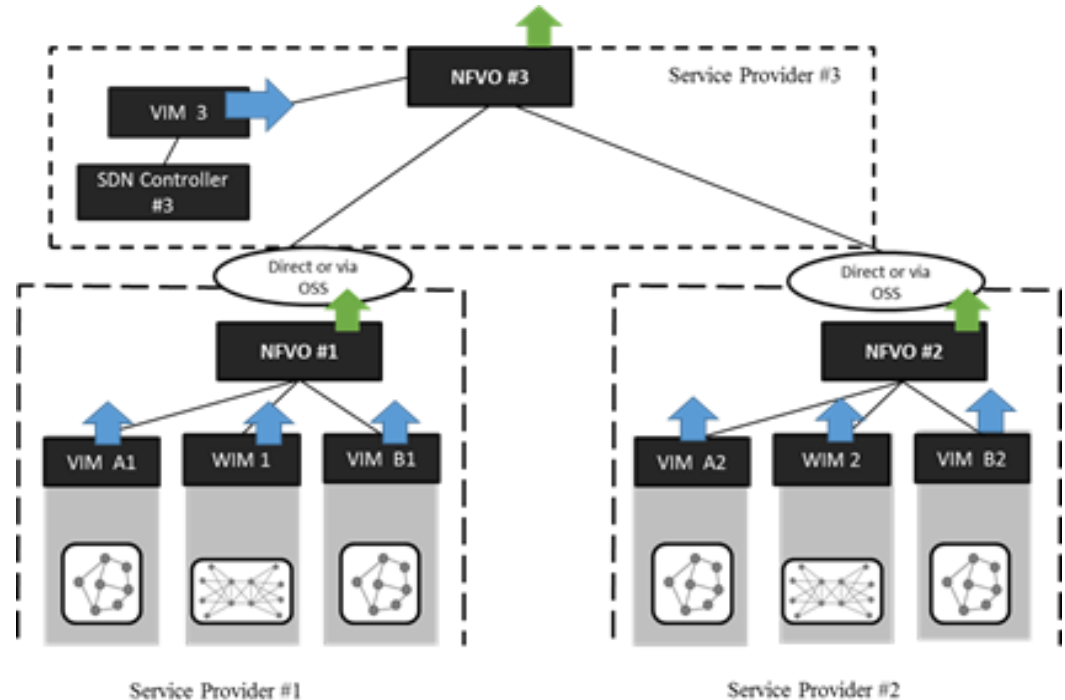 NFVO #3
Service Provider #3
VIM 3
SDN Controller
#3
Direct or via
OSS
Direct or via
OSS
NFVO #1
NFVO #2
VIM A1
WIM 1
VIM B1
VIM A2
WIM 2
VIM B2
Service Provider #1
Service Provider #2